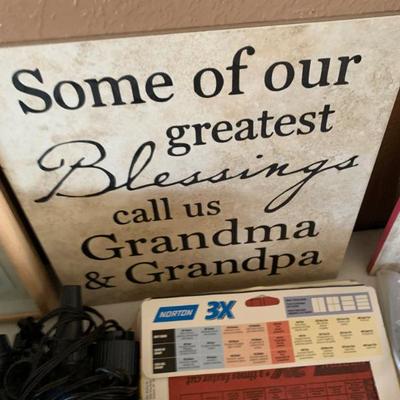 Some of our
greatest
Blessings
call us
Grandma
& Grandpa
NORTON 3X